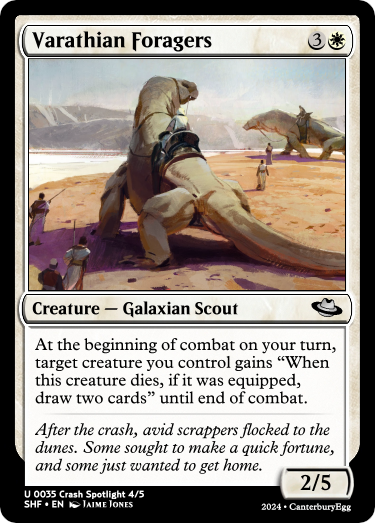 Varathian Foragers 3
Creature — Galaxian Scout
At the beginning of combat on your turn,
target creature you control gains “When
this creature dies, if it was equipped,
draw two cards” until end of combat.
After the crash, avid scrappers flocked to the
dunes. Some sought to make a quick fortune,
and some just wanted to get home.
2/5
U 0035 Crash Spotlight 4/5
SHF • EN Jaime Jones 2024 • CanterburyEgg